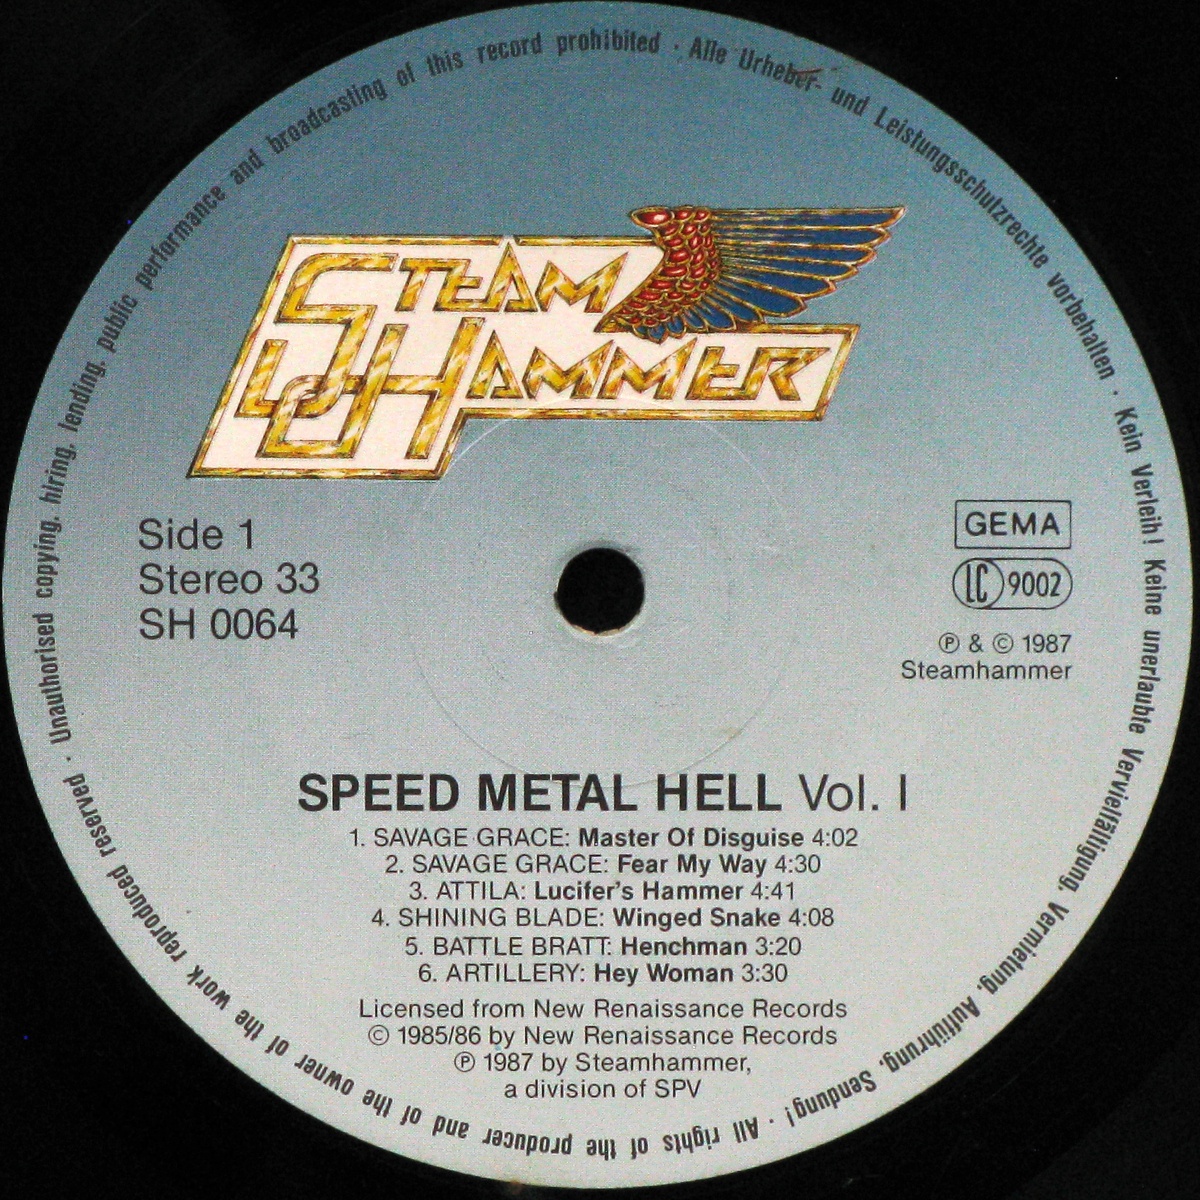 STEAM
HAMMER
Side 1
Stereo 33
SH 0064
GEMA
LC 9002
℗ & © 1987
Steamhammer
SPEED METAL HELL Vol. I
1. SAVAGE GRACE: Master Of Disguise 4:02
2. SAVAGE GRACE: Fear My Way 4:30
3. ATTILA: Lucifer's Hammer 4:41
4. SHINING BLADE: Winged Snake 4:08
5. BATTLE BRATT: Henchman 3:20
6. ARTILLERY: Hey Woman 3:30
Licensed from New Renaissance Records
© 1985/86 by New Renaissance Records
℗ 1987 by Steamhammer,
a division of SPV
Alle Urheber- und Leistungsschutzrechte vorbehalten · Kein Verleih! Keine unerlaubte Vervielfältigung, Vermietung, Aufführung, Sendung! · All rights of the producer and of the owner of the work reproduced reserved · Unauthorised copying, hiring, lending, public performance and broadcasting of this record prohibited ·